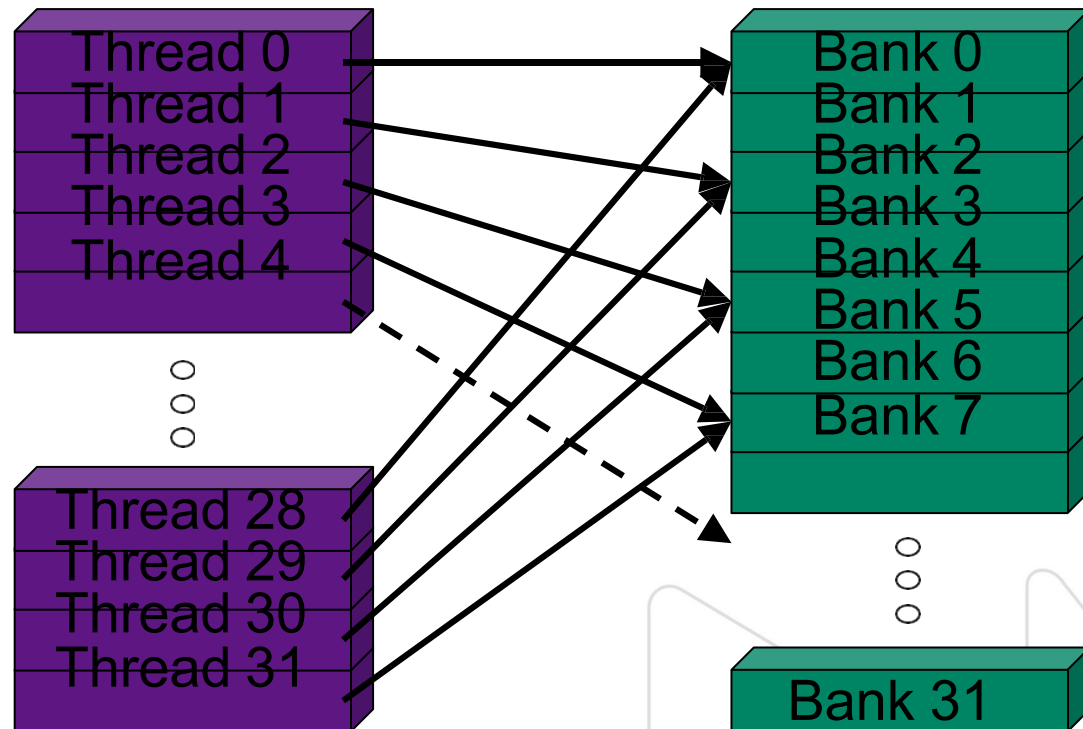 Thread 0
Thread 1
Thread 2
Thread 3
Thread 4
Thread 28
Thread 29
Thread 30
Thread 31
Bank 0
Bank 1
Bank 2
Bank 3
Bank 4
Bank 5
Bank 6
Bank 7
Bank 31